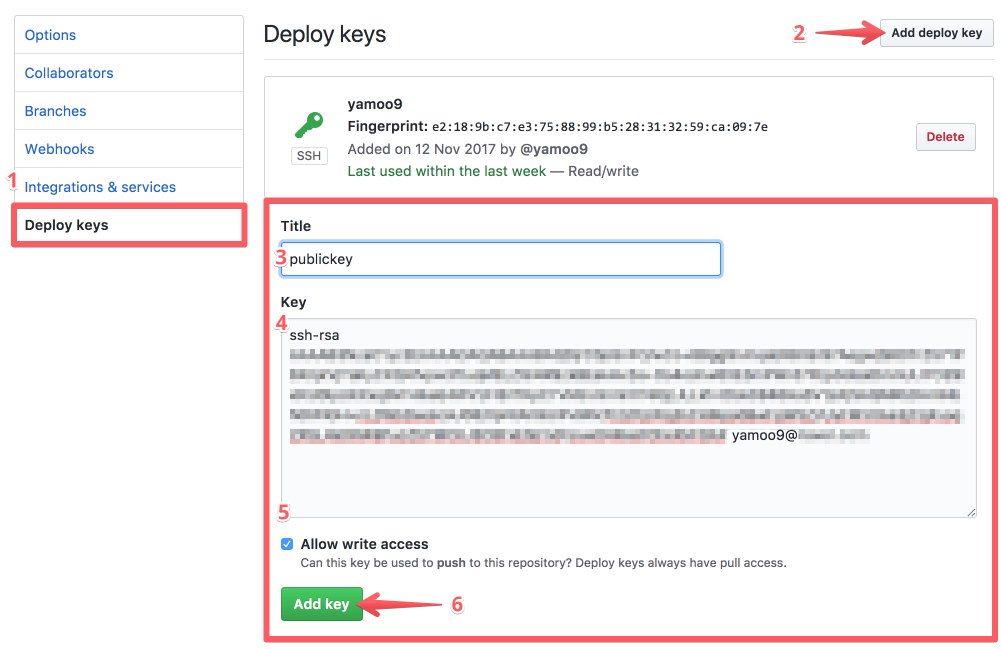 Options
Collaborators
Branches
Webhooks
1
Integrations & services
Deploy keys
Deploy keys
2
Add deploy key
yamoo9
Fingerprint: e2:18:9b:c7:e3:75:88:99:b5:28:31:32:59:ca:09:7e
SSH
Added on 12 Nov 2017 by @yamoo9
Last used within the last week — Read/write
Delete
Title
3
publickey
Key
4
ssh-rsa
yamoo9@
5
Allow write access
Can this key be used to push to this repository? Deploy keys always have pull access.
Add key
6